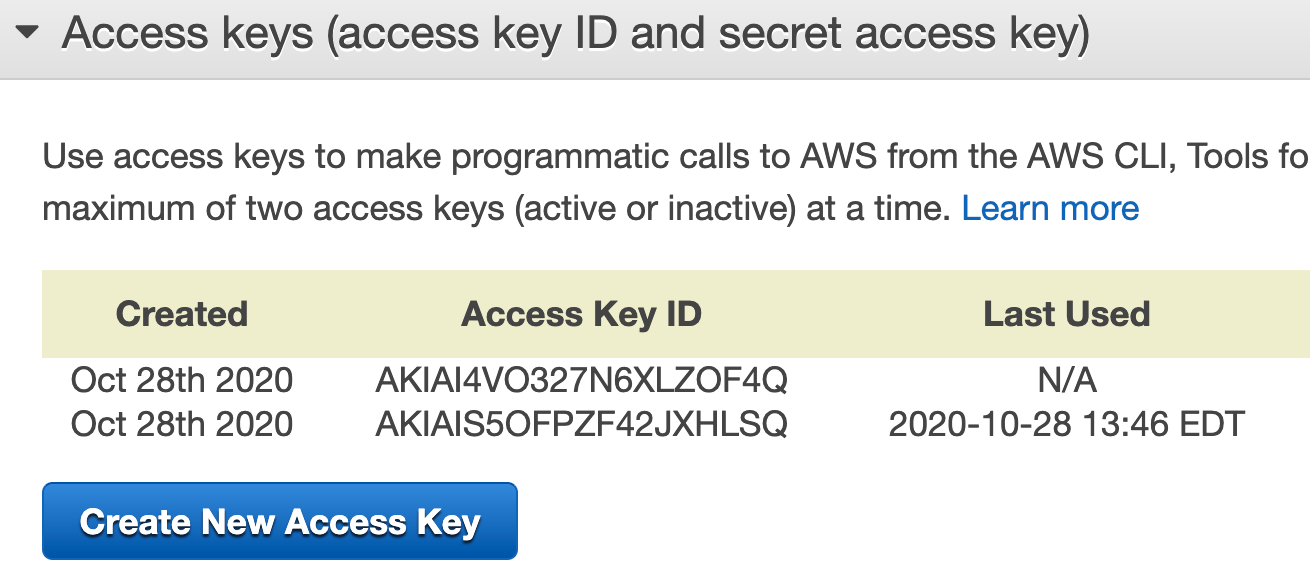 Access keys (access key ID and secret access key)
Use access keys to make programmatic calls to AWS from the AWS CLI, Tools fo
maximum of two access keys (active or inactive) at a time. Learn more
Created Access Key ID Last Used
Oct 28th 2020 AKIAI4VO327N6XLZOF4Q N/A
Oct 28th 2020 AKIAIS5OFPZF42JXHLSQ 2020-10-28 13:46 EDT
Create New Access Key